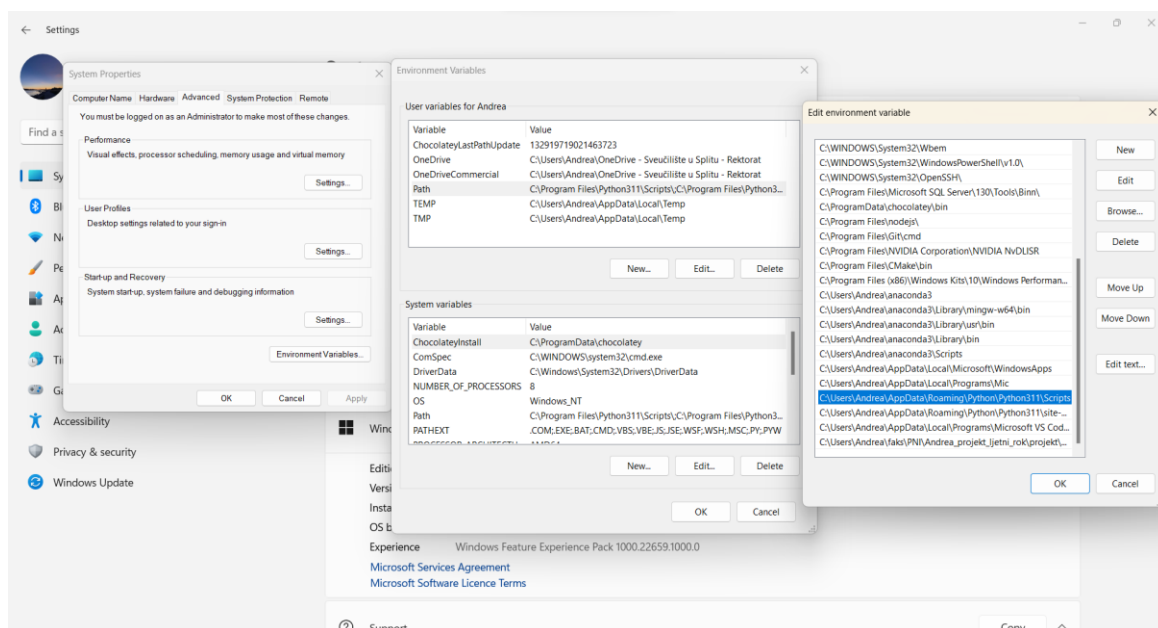 Settings
System Properties
Computer Name Hardware Advanced System Protection Remote
You must be logged on as an Administrator to make most of these changes.
Performance
Visual effects, processor scheduling, memory usage and virtual memory
Settings...
User Profiles
Desktop settings related to your sign-in
Settings...
Start-up and Recovery
System start-up, system failure and debugging information
Settings...
Environment Variables...
OK Cancel Apply
Find a s
Sy
Bl
N
Pe
A
A
Ti
G
Accessibility
Privacy & security
Windows Update
Environment Variables
User variables for Andrea
Variable Value
ChocolateyLastPathUpdate 132919719021463723
OneDrive C:\Users\Andrea\OneDrive - Sveučilište u Splitu - Rektorat
OneDriveCommercial C:\Users\Andrea\OneDrive - Sveučilište u Splitu - Rektorat
Path C:\Program Files\Python311\Scripts\;C:\Program Files\Python3...
TEMP C:\Users\Andrea\AppData\Local\Temp
TMP C:\Users\Andrea\AppData\Local\Temp
New... Edit... Delete
System variables
Variable Value
ChocolateyInstall C:\ProgramData\chocolatey
ComSpec C:\WINDOWS\system32\cmd.exe
DriverData C:\Windows\System32\Drivers\DriverData
NUMBER_OF_PROCESSORS 8
OS Windows_NT
Path C:\Program Files\Python311\Scripts\;C:\Program Files\Python3...
PATHEXT .COM;.EXE;.BAT;.CMD;.VBS;.VBE;.JS;.JSE;.WSF;.WSH;.MSC;.PY;.PYW
PROCESSOR_ARCHITECTU AMD64
New... Edit... Delete
OK Cancel
Edit environment variable
C:\WINDOWS\System32\Wbem
C:\WINDOWS\System32\WindowsPowerShell\v1.0\
C:\WINDOWS\System32\OpenSSH\
C:\Program Files\Microsoft SQL Server\130\Tools\Binn\
C:\ProgramData\chocolatey\bin
C:\Program Files\nodejs\
C:\Program Files\Git\cmd
C:\Program Files\NVIDIA Corporation\NVIDIA NvDLISR
C:\Program Files\CMake\bin
C:\Program Files (x86)\Windows Kits\10\Windows Performan...
C:\Users\Andrea\anaconda3
C:\Users\Andrea\anaconda3\Library\mingw-w64\bin
C:\Users\Andrea\anaconda3\Library\usr\bin
C:\Users\Andrea\anaconda3\Library\bin
C:\Users\Andrea\anaconda3\Scripts
C:\Users\Andrea\AppData\Local\Microsoft\WindowsApps
C:\Users\Andrea\AppData\Local\Programs\Mic
C:\Users\Andrea\AppData\Roaming\Python\Python311\Scripts
C:\Users\Andrea\AppData\Roaming\Python\Python311\site-...
C:\Users\Andrea\AppData\Local\Programs\Microsoft VS Cod...
C:\Users\Andrea\faks\PNI\Andrea_projekt_ljetni_rok\projekt\...
New
Edit
Browse...
Delete
Move Up
Move Down
Edit text...
OK Cancel
Wind
Editi
Versi
Insta
OS b
Experience Windows Feature Experience Pack 1000.22659.1000.0
Microsoft Services Agreement
Microsoft Software Licence Terms
Support Copy